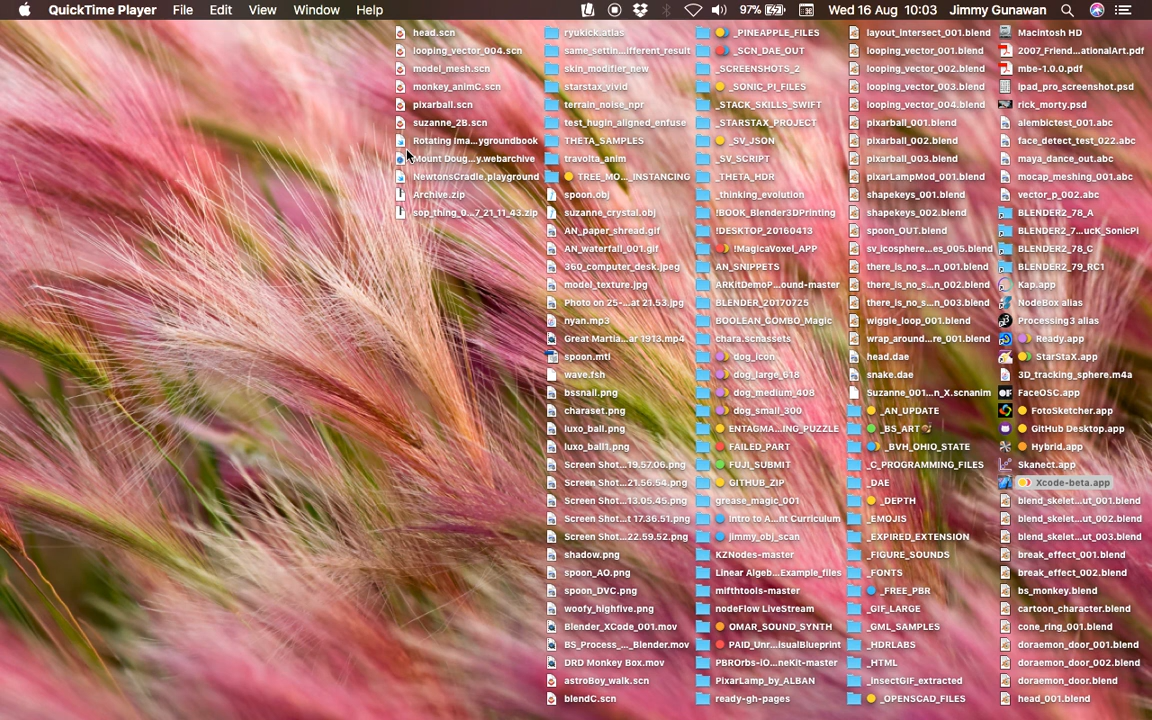 QuickTime Player File Edit View Window Help 97% Wed 16 Aug 10:03 Jimmy Gunawan
head.scn
looping_vector_004.scn
model_mesh.scn
monkey_animC.scn
pixarball.scn
suzanne_2B.scn
Rotating Ima...ygroundbook
Mount Doug...y.webarchive
NewtonsCradle.playground
Archive.zip
sop_thing_0...7_21_11_43.zip
ryukick.atlas
same_settin...ifferent_result
skin_modifier_new
starstax_vivid
terrain_noise_npr
test_hugin_aligned_enfuse
THETA_SAMPLES
travolta_anim
TREE_MO..._INSTANCING
spoon.obj
suzanne_crystal.obj
AN_paper_shread.gif
AN_waterfall_001.gif
360_computer_desk.jpeg
model_texture.jpg
Photo on 25-...at 21.53.jpg
nyan.mp3
Great Martia...ar 1913.mp4
spoon.mtl
wave.fsh
bssnail.png
charaset.png
luxo_ball.png
luxo_ball1.png
Screen Shot...19.57.06.png
Screen Shot...21.56.54.png
Screen Shot...13.05.45.png
Screen Shot...t 17.36.51.png
Screen Shot...22.59.52.png
shadow.png
spoon_AO.png
spoon_DVC.png
woofy_highfive.png
Blender_XCode_001.mov
BS_Process_..._Blender.mov
DRD Monkey Box.mov
astroBoy_walk.scn
blendC.scn
_PINEAPPLE_FILES
_SCN_DAE_OUT
_SCREENSHOTS_2
_SONIC_PI_FILES
_STACK_SKILLS_SWIFT
_STARSTAX_PROJECT
_SV_JSON
_SV_SCRIPT
_THETA_HDR
_thinking_evolution
!BOOK_Blender3DPrinting
!DESKTOP_20160413
!MagicaVoxel_APP
AN_SNIPPETS
ARKitDemoP...ound-master
BLENDER_20170725
BOOLEAN_COMBO_Magic
chara.scnassets
dog_icon
dog_large_618
dog_medium_408
dog_small_300
ENTAGMA...ING_PUZZLE
FAILED_PART
FUJI_SUBMIT
GITHUB_ZIP
grease_magic_001
Intro to A...nt Curriculum
jimmy_obj_scan
KZNodes-master
Linear Algeb...Example_files
mifthtools-master
nodeFlow LiveStream
OMAR_SOUND_SYNTH
PAID_Unr...isualBlueprint
PBROrbs-IO...neKit-master
PixarLamp_by_ALBAN
ready-gh-pages
layout_intersect_001.blend
looping_vector_001.blend
looping_vector_002.blend
looping_vector_003.blend
looping_vector_004.blend
pixarball_001.blend
pixarball_002.blend
pixarball_003.blend
pixarLampMod_001.blend
shapekeys_001.blend
shapekeys_002.blend
spoon_OUT.blend
sv_icosphere...es_005.blend
there_is_no_s...n_001.blend
there_is_no_s...n_002.blend
there_is_no_s...n_003.blend
wiggle_loop_001.blend
wrap_around...re_001.blend
head.dae
snake.dae
Suzanne_001...n_X.scnanim
_AN_UPDATE
_BS_ART
_BVH_OHIO_STATE
_C_PROGRAMMING_FILES
_DAE
_DEPTH
_EMOJIS
_EXPIRED_EXTENSION
_FIGURE_SOUNDS
_FONTS
_FREE_PBR
_GIF_LARGE
_GML_SAMPLES
_HDRLABS
_HTML
_InsectGIF_extracted
_OPENSCAD_FILES
Macintosh HD
2007_Friend...ationalArt.pdf
mbe-1.0.0.pdf
ipad_pro_screenshot.psd
rick_morty.psd
alembictest_001.abc
face_detect_test_022.abc
maya_dance_out.abc
mocap_meshing_001.abc
vector_p_002.abc
BLENDER2_78_A
BLENDER2_7...ucK_SonicPi
BLENDER2_78_C
BLENDER2_79_RC1
Kap.app
NodeBox alias
Processing3 alias
Ready.app
StarStaX.app
3D_tracking_sphere.m4a
FaceOSC.app
FotoSketcher.app
GitHub Desktop.app
Hybrid.app
Skanect.app
Xcode-beta.app
blend_skelet...ut_001.blend
blend_skelet...ut_002.blend
blend_skelet...ut_003.blend
break_effect_001.blend
break_effect_002.blend
bs_monkey.blend
cartoon_character.blend
cone_ring_001.blend
doraemon_door_001.blend
doraemon_door_002.blend
doraemon_door.blend
head_001.blend